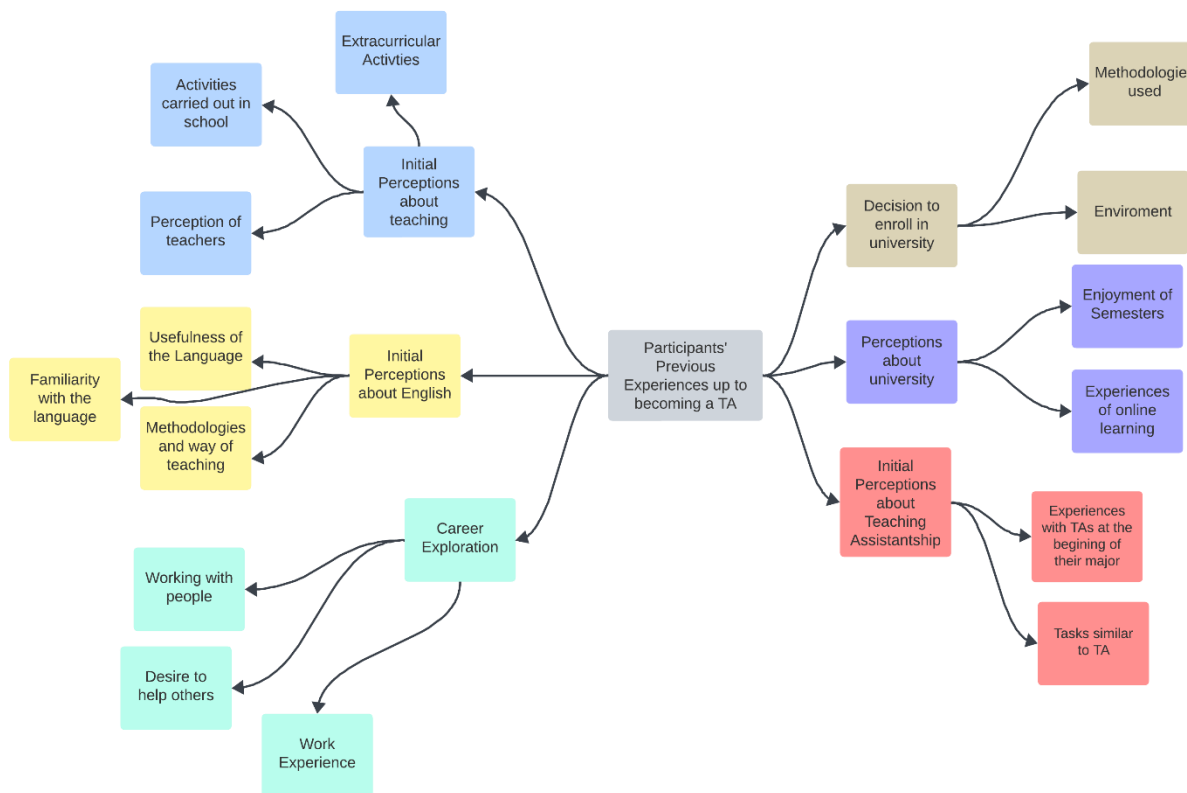 Extracurricular
Activties
Activities
carried out in
school
Initial
Perceptions
about
teaching
Perception of
teachers
Usefulness of
the Language
Familiarity with
the language
Initial
Perceptions
about English
Methodologies
and way of
teaching
Career
Exploration
Working with
people
Desire to
help others
Work
Experience
Participants'
Previous
Experiences up to
becoming a TA
Methodologie
used
Decision to
enroll in
university
Enviroment
Enjoyment of
Semesters
Perceptions
about
university
Experiences
of online
learning
Initial
Perceptions
about
Teaching
Assistantship
Experiences
with TAs at the
begining of
their major
Tasks similar
to TA